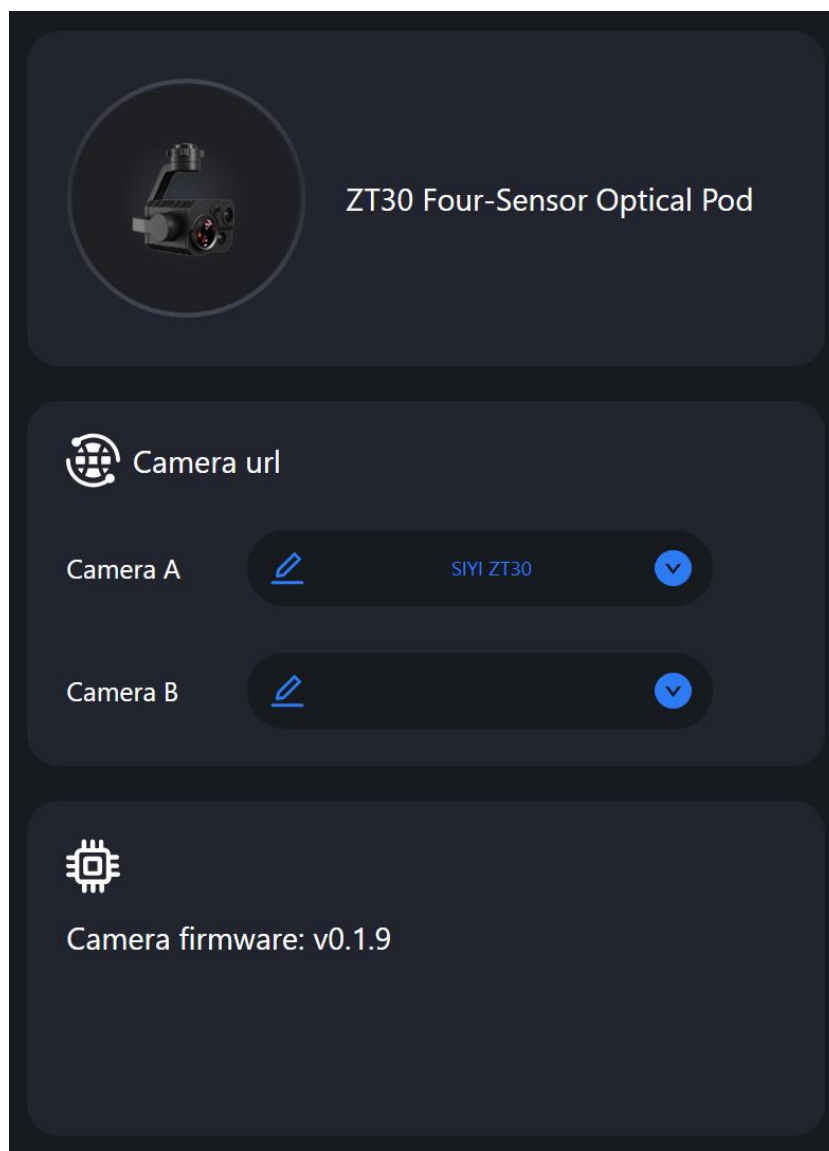 ZT30 Four-Sensor Optical Pod
Camera url
Camera A
SIYI ZT30
Camera B
Camera firmware: v0.1.9